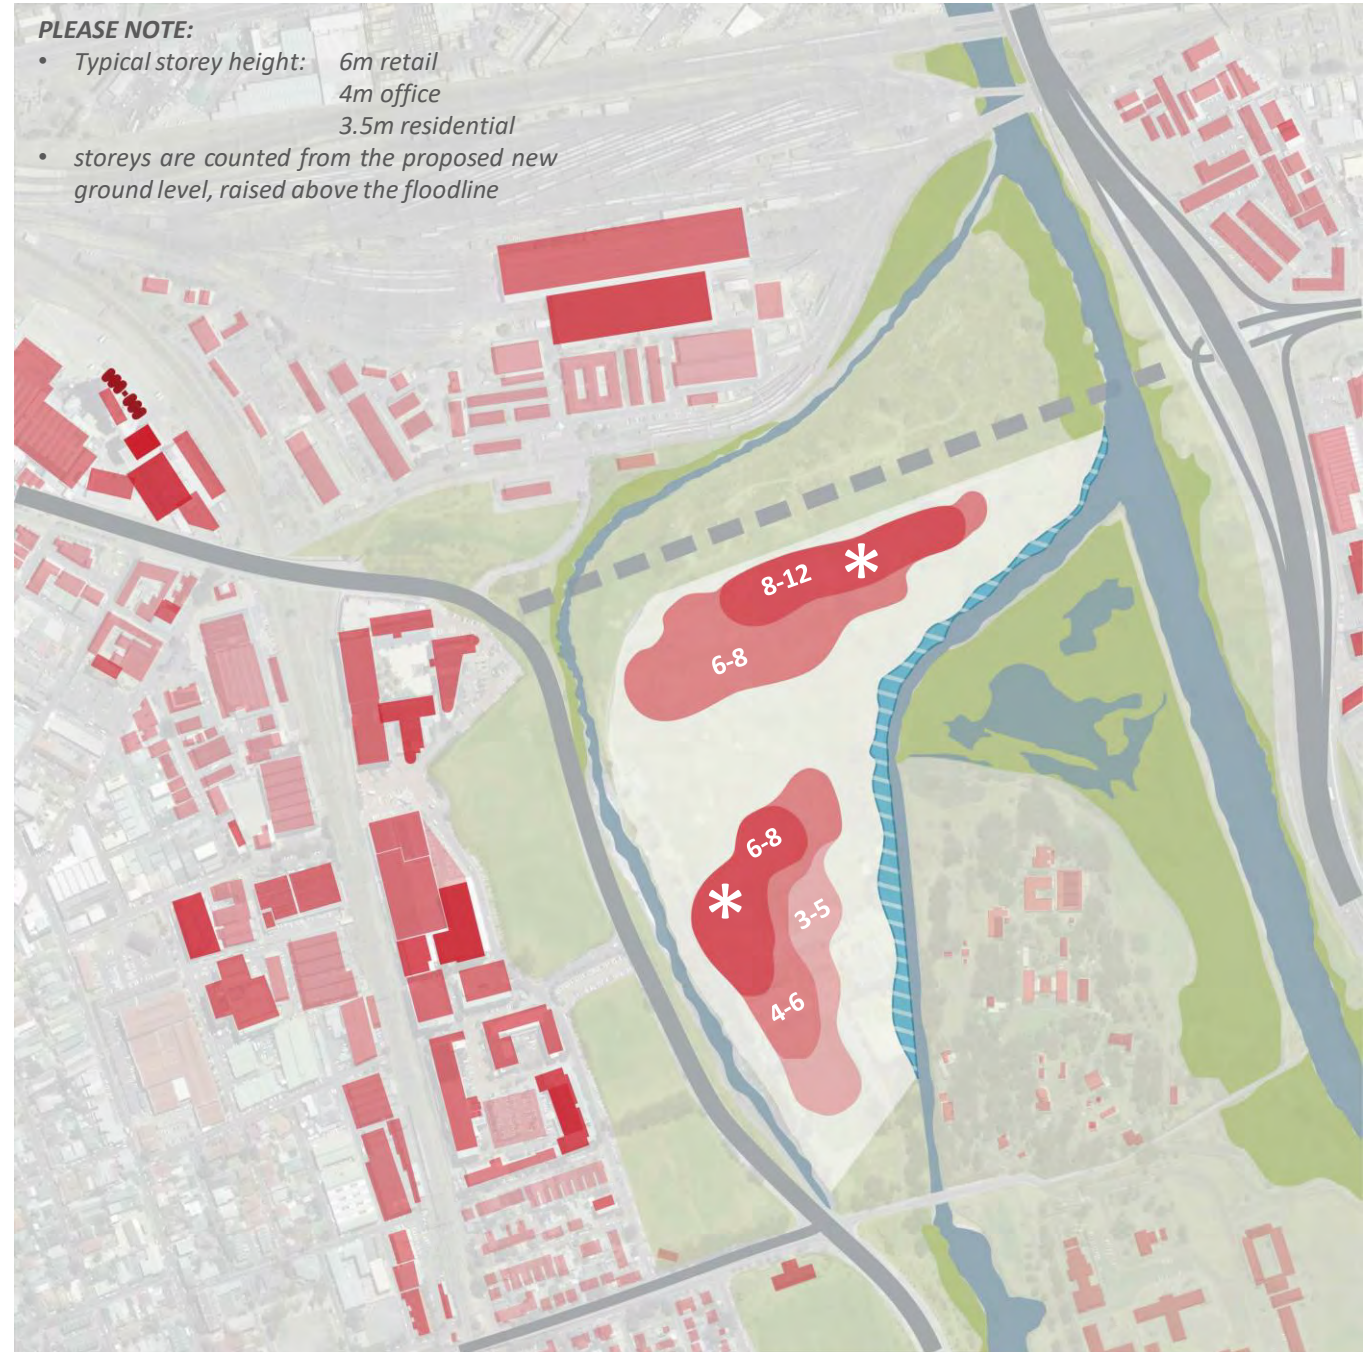 PLEASE NOTE:
• Typical storey height: 6m retail
4m office
3.5m residential
• storeys are counted from the proposed new
ground level, raised above the floodline
8-12 *
6-8
6-8
*
3-5
4-6